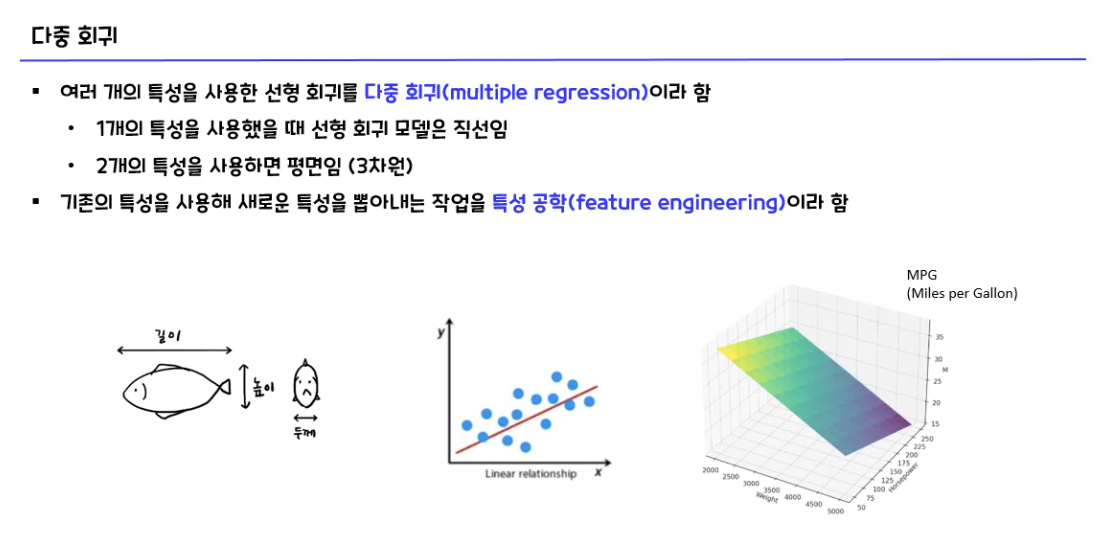 다중 회귀
▪ 여러 개의 특성을 사용한 선형 회귀를 다중 회귀(multiple regression)이라 함
• 1개의 특성을 사용했을 때 선형 회귀 모델은 직선임
• 2개의 특성을 사용하면 평면임 (3차원)
▪ 기존의 특성을 사용해 새로운 특성을 뽑아내는 작업을 특성 공학(feature engineering)이라 함
길이
높이
두께
y
Linear relationship x
MPG
(Miles per Gallon)
35
30
M
25
20
15
250
225
200
175
150
125
100
75
50
Horsepower
2000
2500
3000
3500
4000
4500
5000
Weight